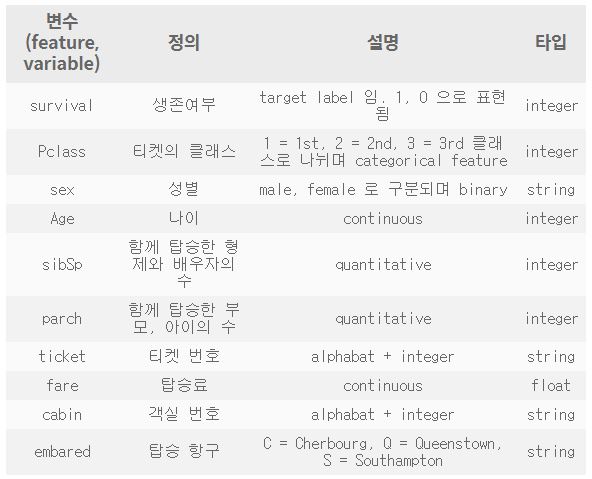 변수
(feature,
variable)
정의
설명
타입
survival
생존여부
target label 임. 1, 0 으로 표현
됨
integer
Pclass
티켓의 클래스
1 = 1st, 2 = 2nd, 3 = 3rd 클래
스로 나뉘며 categorical feature
integer
sex
성별
male, female 로 구분되며 binary
string
Age
나이
continuous
integer
sibSp
함께 탑승한 형
제와 배우자의
수
quantitative
integer
parch
함께 탑승한 부
모, 아이의 수
quantitative
integer
ticket
티켓 번호
alphabat + integer
string
fare
탑승료
continuous
float
cabin
객실 번호
alphabat + integer
string
embared
탑승 항구
C = Cherbourg, Q = Queenstown,
S = Southampton
string